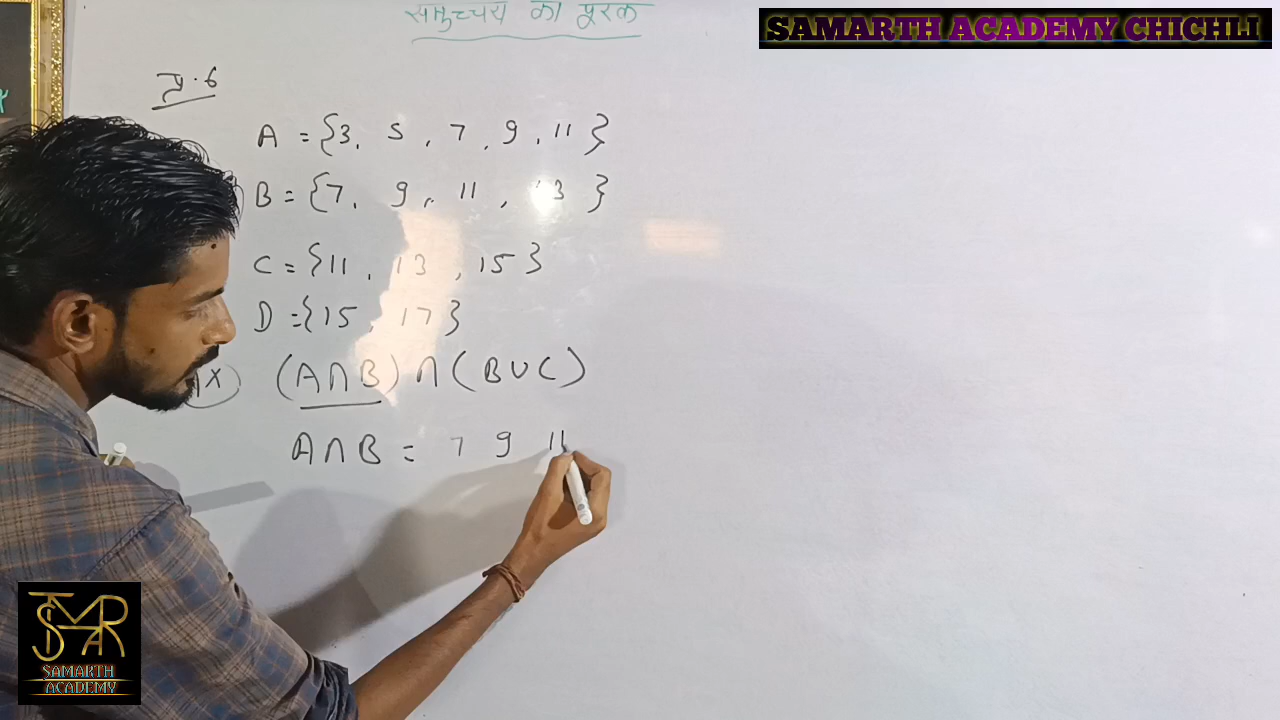 समुच्चय का पूरक
SAMARTH ACADEMY CHICHLI
प्र.6
A = {3, 5, 7, 9, 11}
B = {7, 9, 11, 13}
C = {11, 13, 15}
D = {15, 17}
(A∩B)∩(B∪C)
A∩B = 7 9 11
SAMARTH
ACADEMY